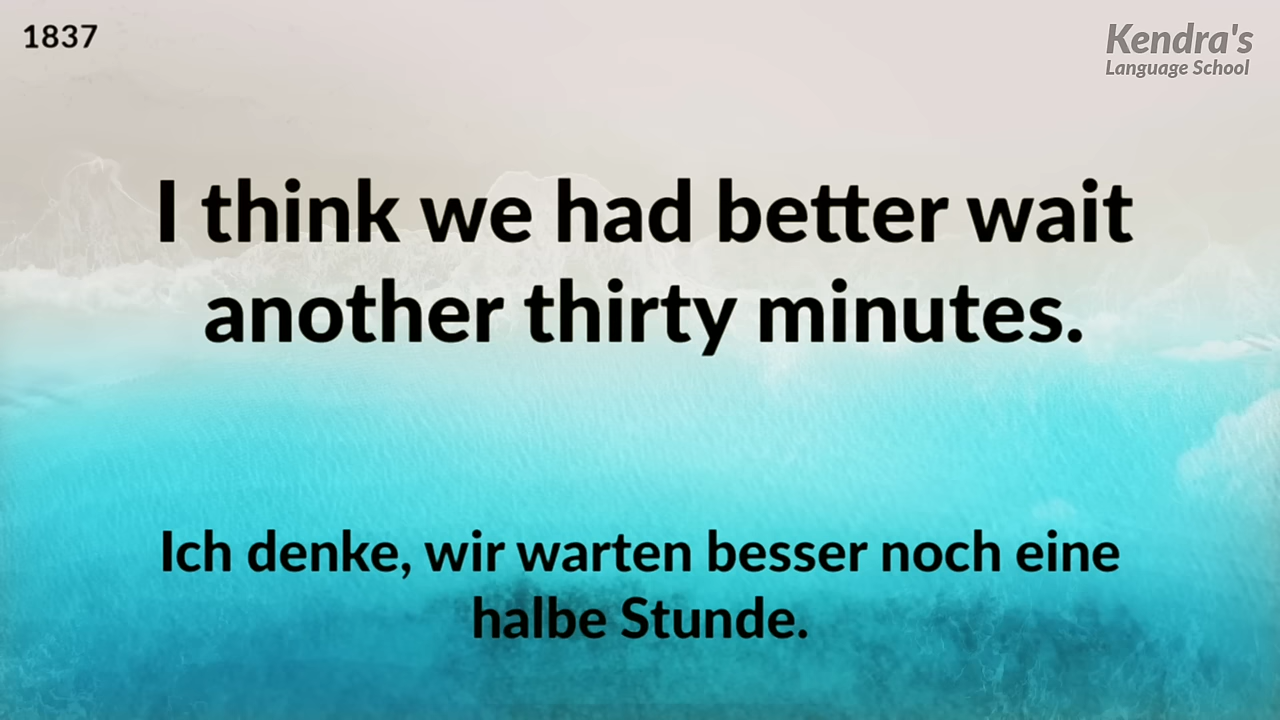 1837
Kendra's
Language School
I think we had better wait
another thirty minutes.
Ich denke, wir warten besser noch eine
halbe Stunde.